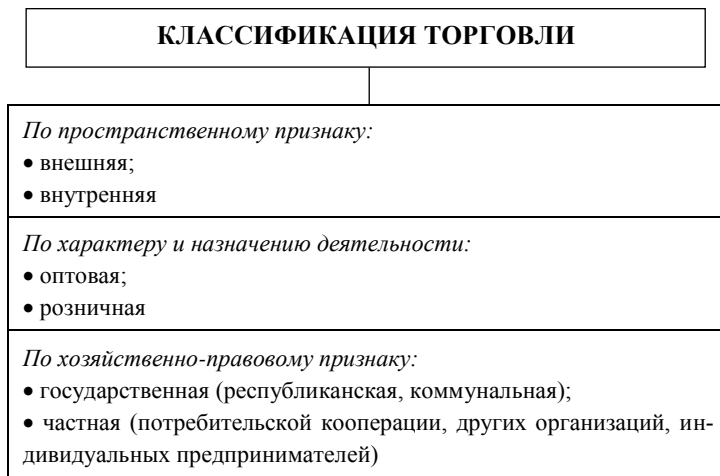 КЛАССИФИКАЦИЯ ТОРГОВЛИ
По пространственному признаку:
• внешняя;
• внутренняя
По характеру и назначению деятельности:
• оптовая;
• розничная
По хозяйственно-правовому признаку:
• государственная (республиканская, коммунальная);
• частная (потребительской кооперации, других организаций, ин-
дивидуальных предпринимателей)